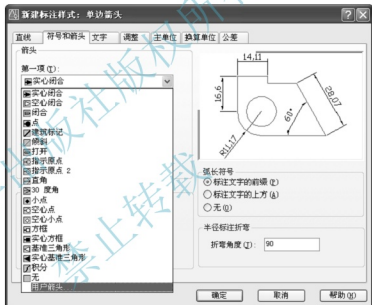 新建标注样式：单边箭头
直线 符号和箭头 文字 调整 主单位 换算单位 公差
箭头
第一项(T):
实心闭合
实心闭合
空心闭合
闭合
点
建筑标记
倾斜
打开
指示原点
指示原点 2
直角
30 度角
小点
空心点
空心小点
方框
实心方框
基准三角形
实心基准三角形
积分
无
用户箭头...
14,11
16,6
28,07
60°
R11,17
弧长符号
标注文字的前缀(P)
标注文字的上方(A)
无(O)
半径标注折弯
折弯角度(J): 90
确定 取消 帮助(H)
禁止转载